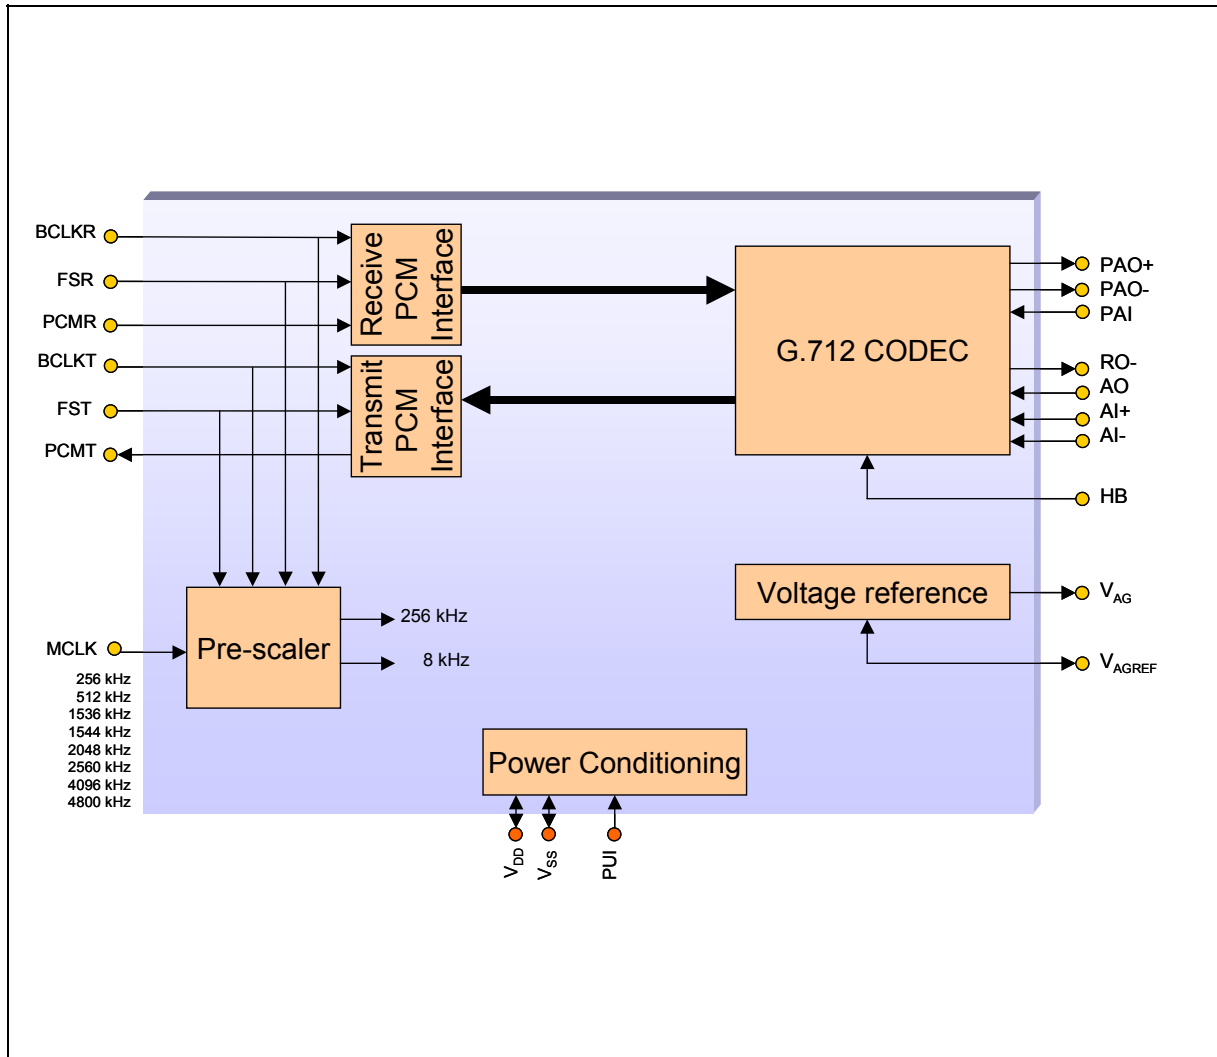 BCLKR
FSR
PCMR
BCLKT
FST
PCMT
Receive
PCM
Interface
Transmit
PCM
Interface
G.712 CODEC
PAO+
PAO-
PAI
RO-
AO
AI+
AI-
HB
Voltage reference
VAG
VAGREF
MCLK
256 kHz
512 kHz
1536 kHz
1544 kHz
2048 kHz
2560 kHz
4096 kHz
4800 kHz
Pre-scaler
256 kHz
8 kHz
Power Conditioning
VDD
VSS
PUI